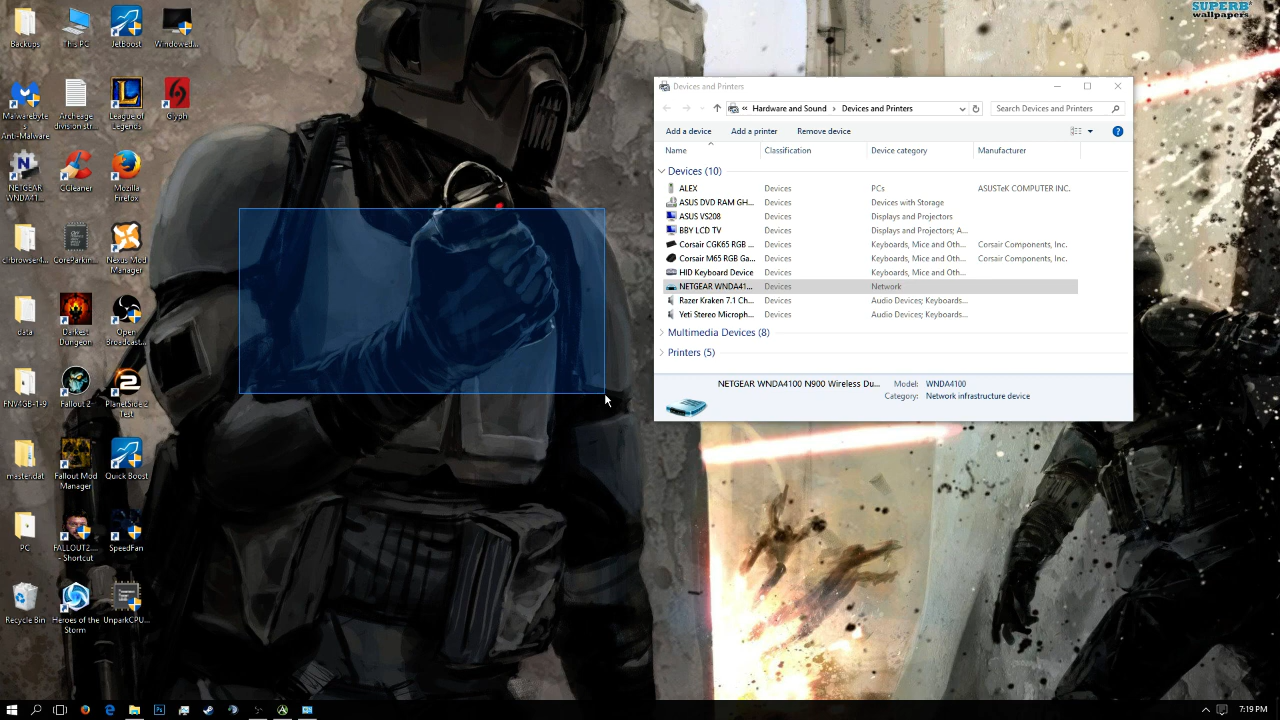 SUPERB
wallpapers
Backups
This PC
Jetboost
Windowed...
Malwarebyte
s
Anti-Malware
Archeage
division str...
League of
Legends
Glyph
NETGEAR
WNDA41...
CCleaner
Mozilla
Firefox
clrbrowser4...
CoreParkin...
Nexus Mod
Manager
data
Darkest
Dungeon
Open
Broadcast...
FNV4GB-1-9
Fallout 2
PlanetSide 2
Test
master.dat
Fallout Mod
Manager
Quick Boost
PC
FALLOUT2....
- Shortcut
SpeedFan
Recycle Bin
Heroes of the
Storm
UnparkCPU...
Devices and Printers
« Hardware and Sound › Devices and Printers
Search Devices and Printers
Add a device Add a printer Remove device
Name Classification Device category Manufacturer
Devices (10)
ALEX Devices PCs ASUSTeK COMPUTER INC.
ASUS DVD RAM GH... Devices Devices with Storage
ASUS VS208 Devices Displays and Projectors
BBY LCD TV Devices Displays and Projectors; A...
Corsair CGK65 RGB ... Devices Keyboards, Mice and Oth... Corsair Components, Inc.
Corsair M65 RGB Ga... Devices Keyboards, Mice and Oth... Corsair Components, Inc.
HID Keyboard Device Devices Keyboards, Mice and Oth...
NETGEAR WNDA41... Devices Network
Razer Kraken 7.1 Ch... Devices Audio Devices; Keyboards...
Yeti Stereo Microph... Devices Audio Devices; Keyboards...
Multimedia Devices (8)
Printers (5)
NETGEAR WNDA4100 N900 Wireless Du... Model: WNDA4100
Category: Network infrastructure device
7:19 PM